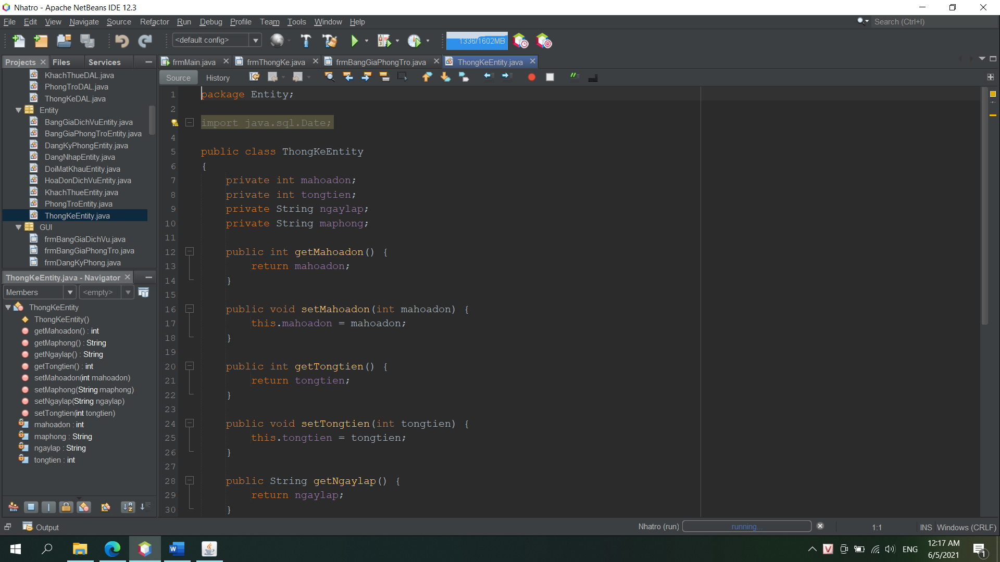 Nhatro - Apache NetBeans IDE 12.3
File Edit View Navigate Source Refactor Run Debug Profile Team Tools Window Help
Search (Ctrl+I)
<default config>
1336/1602MB
Projects Files Services
frmMain.java frmThongKe.java frmBangGiaPhongTro.java ThongKeEntity.java
Source History
KhachThueDAL.java
PhongTroDAL.java
ThongKeDAL.java
Entity
BangGiaDichVuEntity.java
BangGiaPhongTroEntity.java
DangKyPhongEntity.java
DangNhapEntity.java
DoiMatKhauEntity.java
HoaDonDichVuEntity.java
KhachThueEntity.java
PhongTroEntity.java
ThongKeEntity.java
GUI
frmBangGiaDichVu.java
frmBangGiaPhongTro.java
frmDangKyPhong.java
ThongKeEntity.java - Navigator
Members <empty>
ThongKeEntity
ThongKeEntity()
getMahoadon() : int
getMaphong() : String
getNgaylap() : String
getTongtien() : int
setMahoadon(int mahoadon)
setMaphong(String maphong)
setNgaylap(String ngaylap)
setTongtien(int tongtien)
mahoadon : int
maphong : String
ngaylap : String
tongtien : int
1 package Entity;
2
import java.sql.Date;
4
5 public class ThongKeEntity
6 {
7 private int mahoadon;
8 private int tongtien;
9 private String ngaylap;
10 private String maphong;
11
12 public int getMahoadon() {
13 return mahoadon;
14 }
15
16 public void setMahoadon(int mahoadon) {
17 this.mahoadon = mahoadon;
18 }
19
20 public int getTongtien() {
21 return tongtien;
22 }
23
24 public void setTongtien(int tongtien) {
25 this.tongtien = tongtien;
26 }
27
28 public String getNgaylap() {
29 return ngaylap;
30 }
Output
Nhatro (run) running...
1:1 INS Windows (CRLF)
ENG
12:17 AM
6/5/2021
1